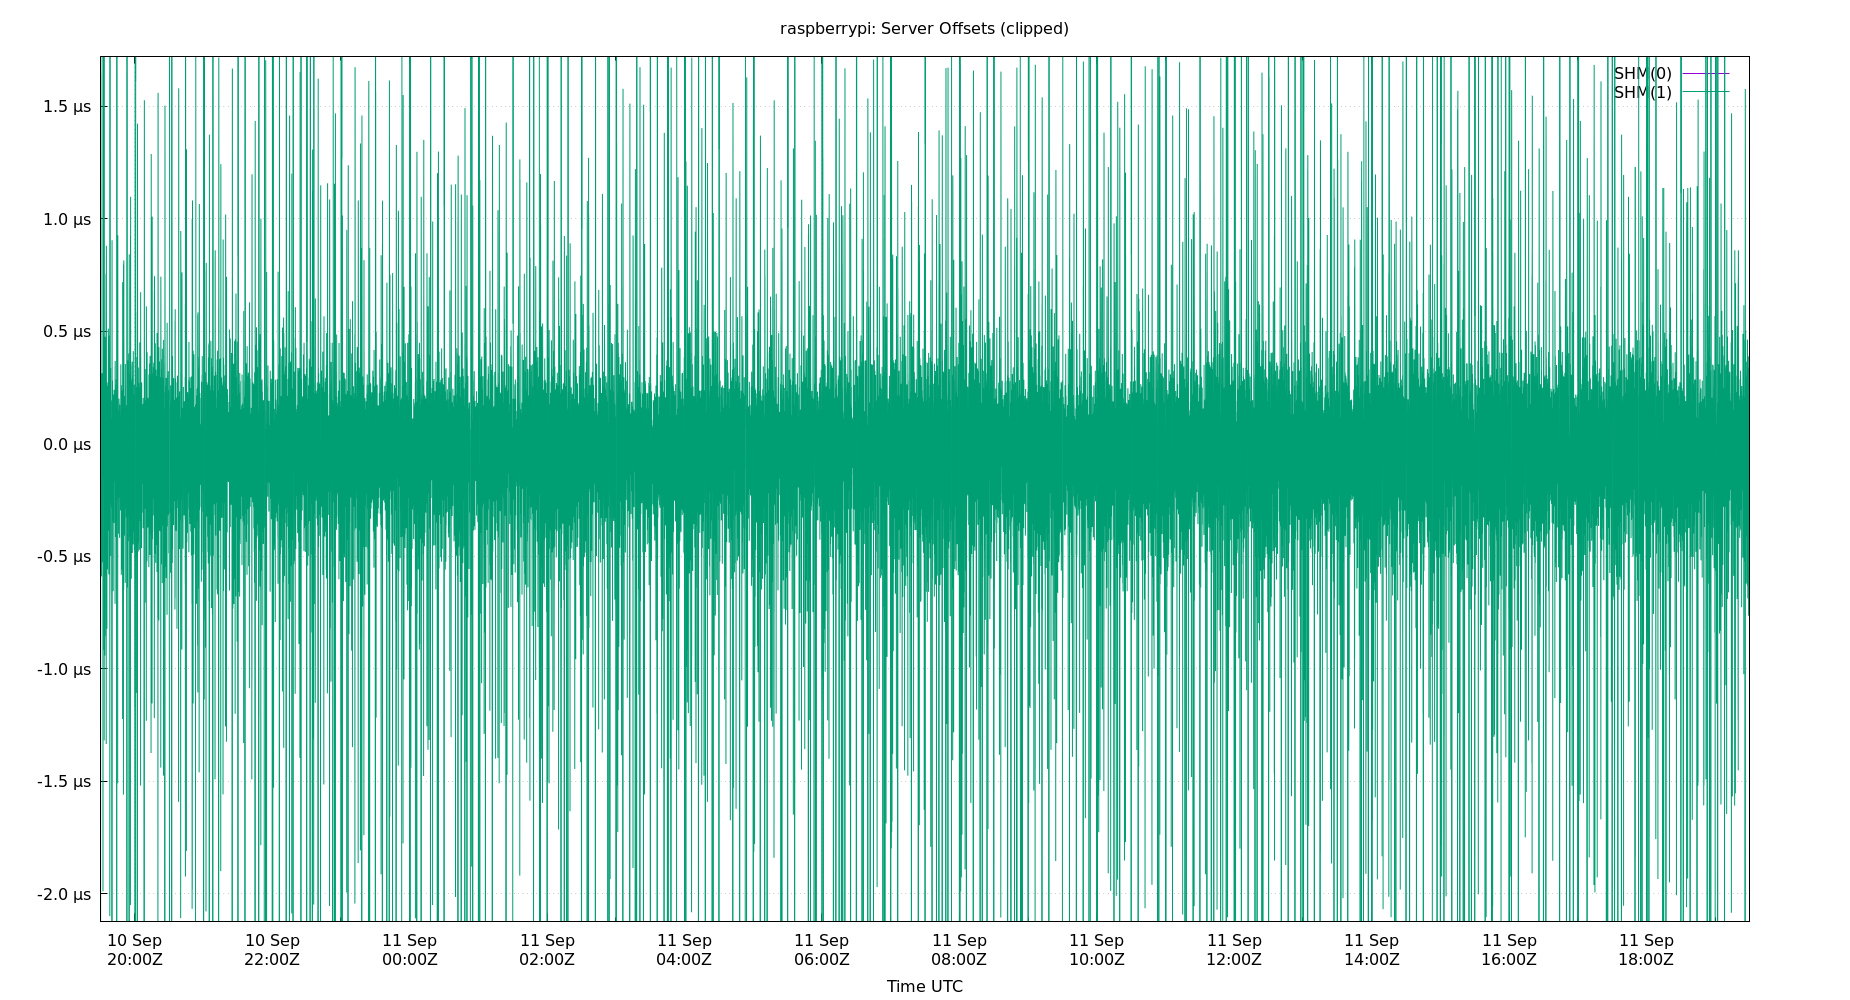 raspberrypi: Server Offsets (clipped)
SHM(0)
SHM(1)
1.5 µs
1.0 µs
0.5 µs
0.0 µs
-0.5 µs
-1.0 µs
-1.5 µs
-2.0 µs
10 Sep 10 Sep 11 Sep 11 Sep 11 Sep 11 Sep 11 Sep 11 Sep 11 Sep 11 Sep 11 Sep 11 Sep
20:00Z 22:00Z 00:00Z 02:00Z 04:00Z 06:00Z 08:00Z 10:00Z 12:00Z 14:00Z 16:00Z 18:00Z
Time UTC